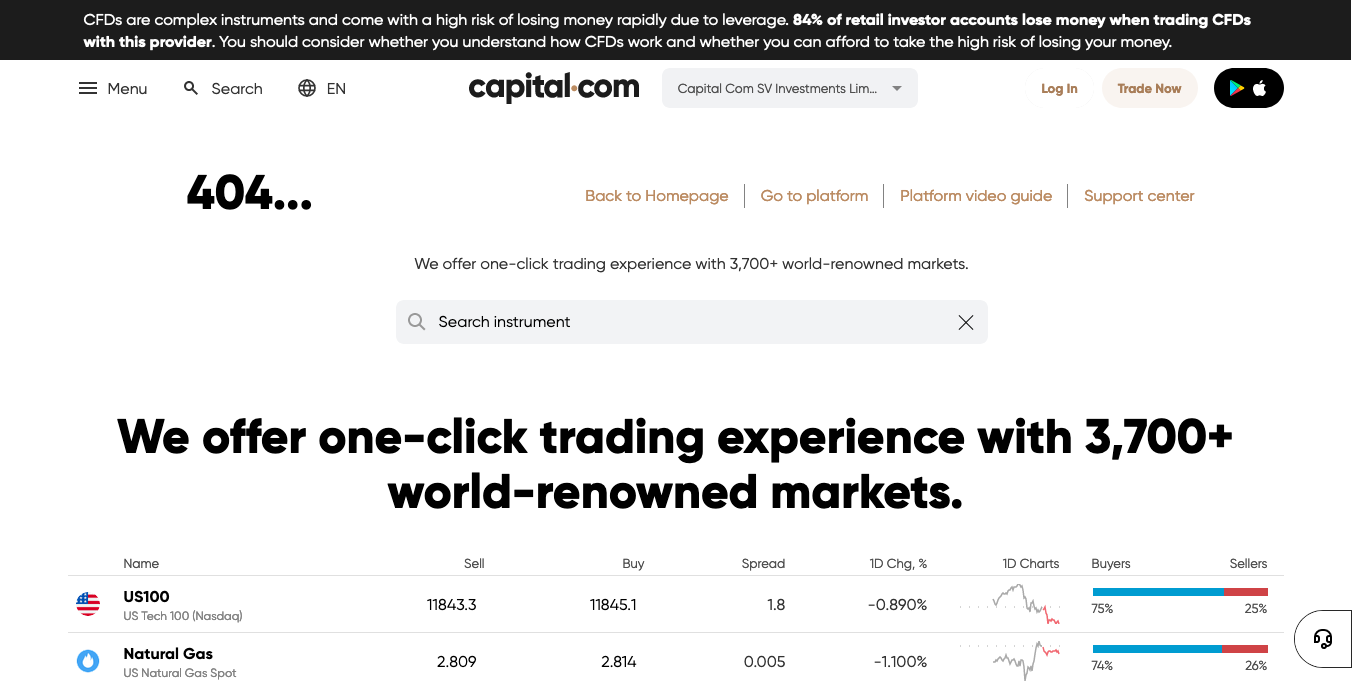 CFDs are complex instruments and come with a high risk of losing money rapidly due to leverage. 84% of retail investor accounts lose money when trading CFDs
with this provider. You should consider whether you understand how CFDs work and whether you can afford to take the high risk of losing your money.
Menu Search EN capital.com Capital Com SV Investments Lim... Log In Trade Now
404...
Back to Homepage Go to platform Platform video guide Support center
We offer one-click trading experience with 3,700+ world-renowned markets.
Search instrument
We offer one-click trading experience with 3,700+
world-renowned markets.
Name Sell Buy Spread 1D Chg, % 1D Charts Buyers Sellers
US100 11843.3 11845.1 1.8 -0.890% 75% 25%
US Tech 100 (Nasdaq)
Natural Gas 2.809 2.814 0.005 -1.100% 74% 26%
US Natural Gas Spot